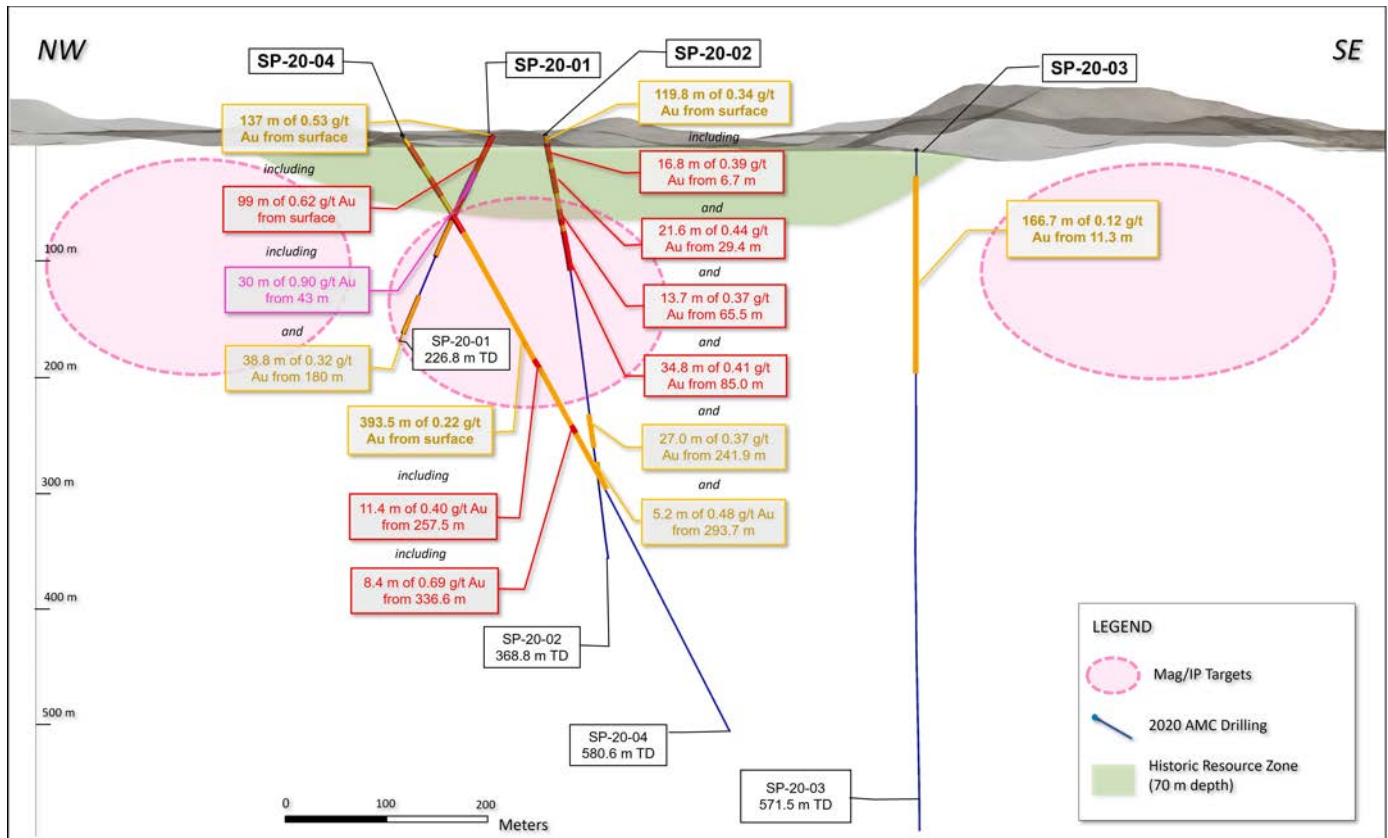 NW
SE
SP-20-04
SP-20-01
SP-20-02
SP-20-03
137 m of 0.53 g/t
Au from surface
including
99 m of 0.62 g/t Au
from surface
including
30 m of 0.90 g/t Au
from 43 m
and
38.8 m of 0.32 g/t
Au from 180 m
SP-20-01
226.8 m TD
393.5 m of 0.22 g/t
Au from surface
including
11.4 m of 0.40 g/t Au
from 257.5 m
including
8.4 m of 0.69 g/t Au
from 336.6 m
119.8 m of 0.34 g/t
Au from surface
including
16.8 m of 0.39 g/t
Au from 6.7 m
and
21.6 m of 0.44 g/t
Au from 29.4 m
and
13.7 m of 0.37 g/t
Au from 65.5 m
and
34.8 m of 0.41 g/t
Au from 85.0 m
and
27.0 m of 0.37 g/t
Au from 241.9 m
and
5.2 m of 0.48 g/t Au
from 293.7 m
166.7 m of 0.12 g/t
Au from 11.3 m
100 m
200 m
300 m
400 m
500 m
SP-20-02
368.8 m TD
SP-20-04
580.6 m TD
SP-20-03
571.5 m TD
0
100
200
Meters
LEGEND
Mag/IP Targets
2020 AMC Drilling
Historic Resource Zone
(70 m depth)